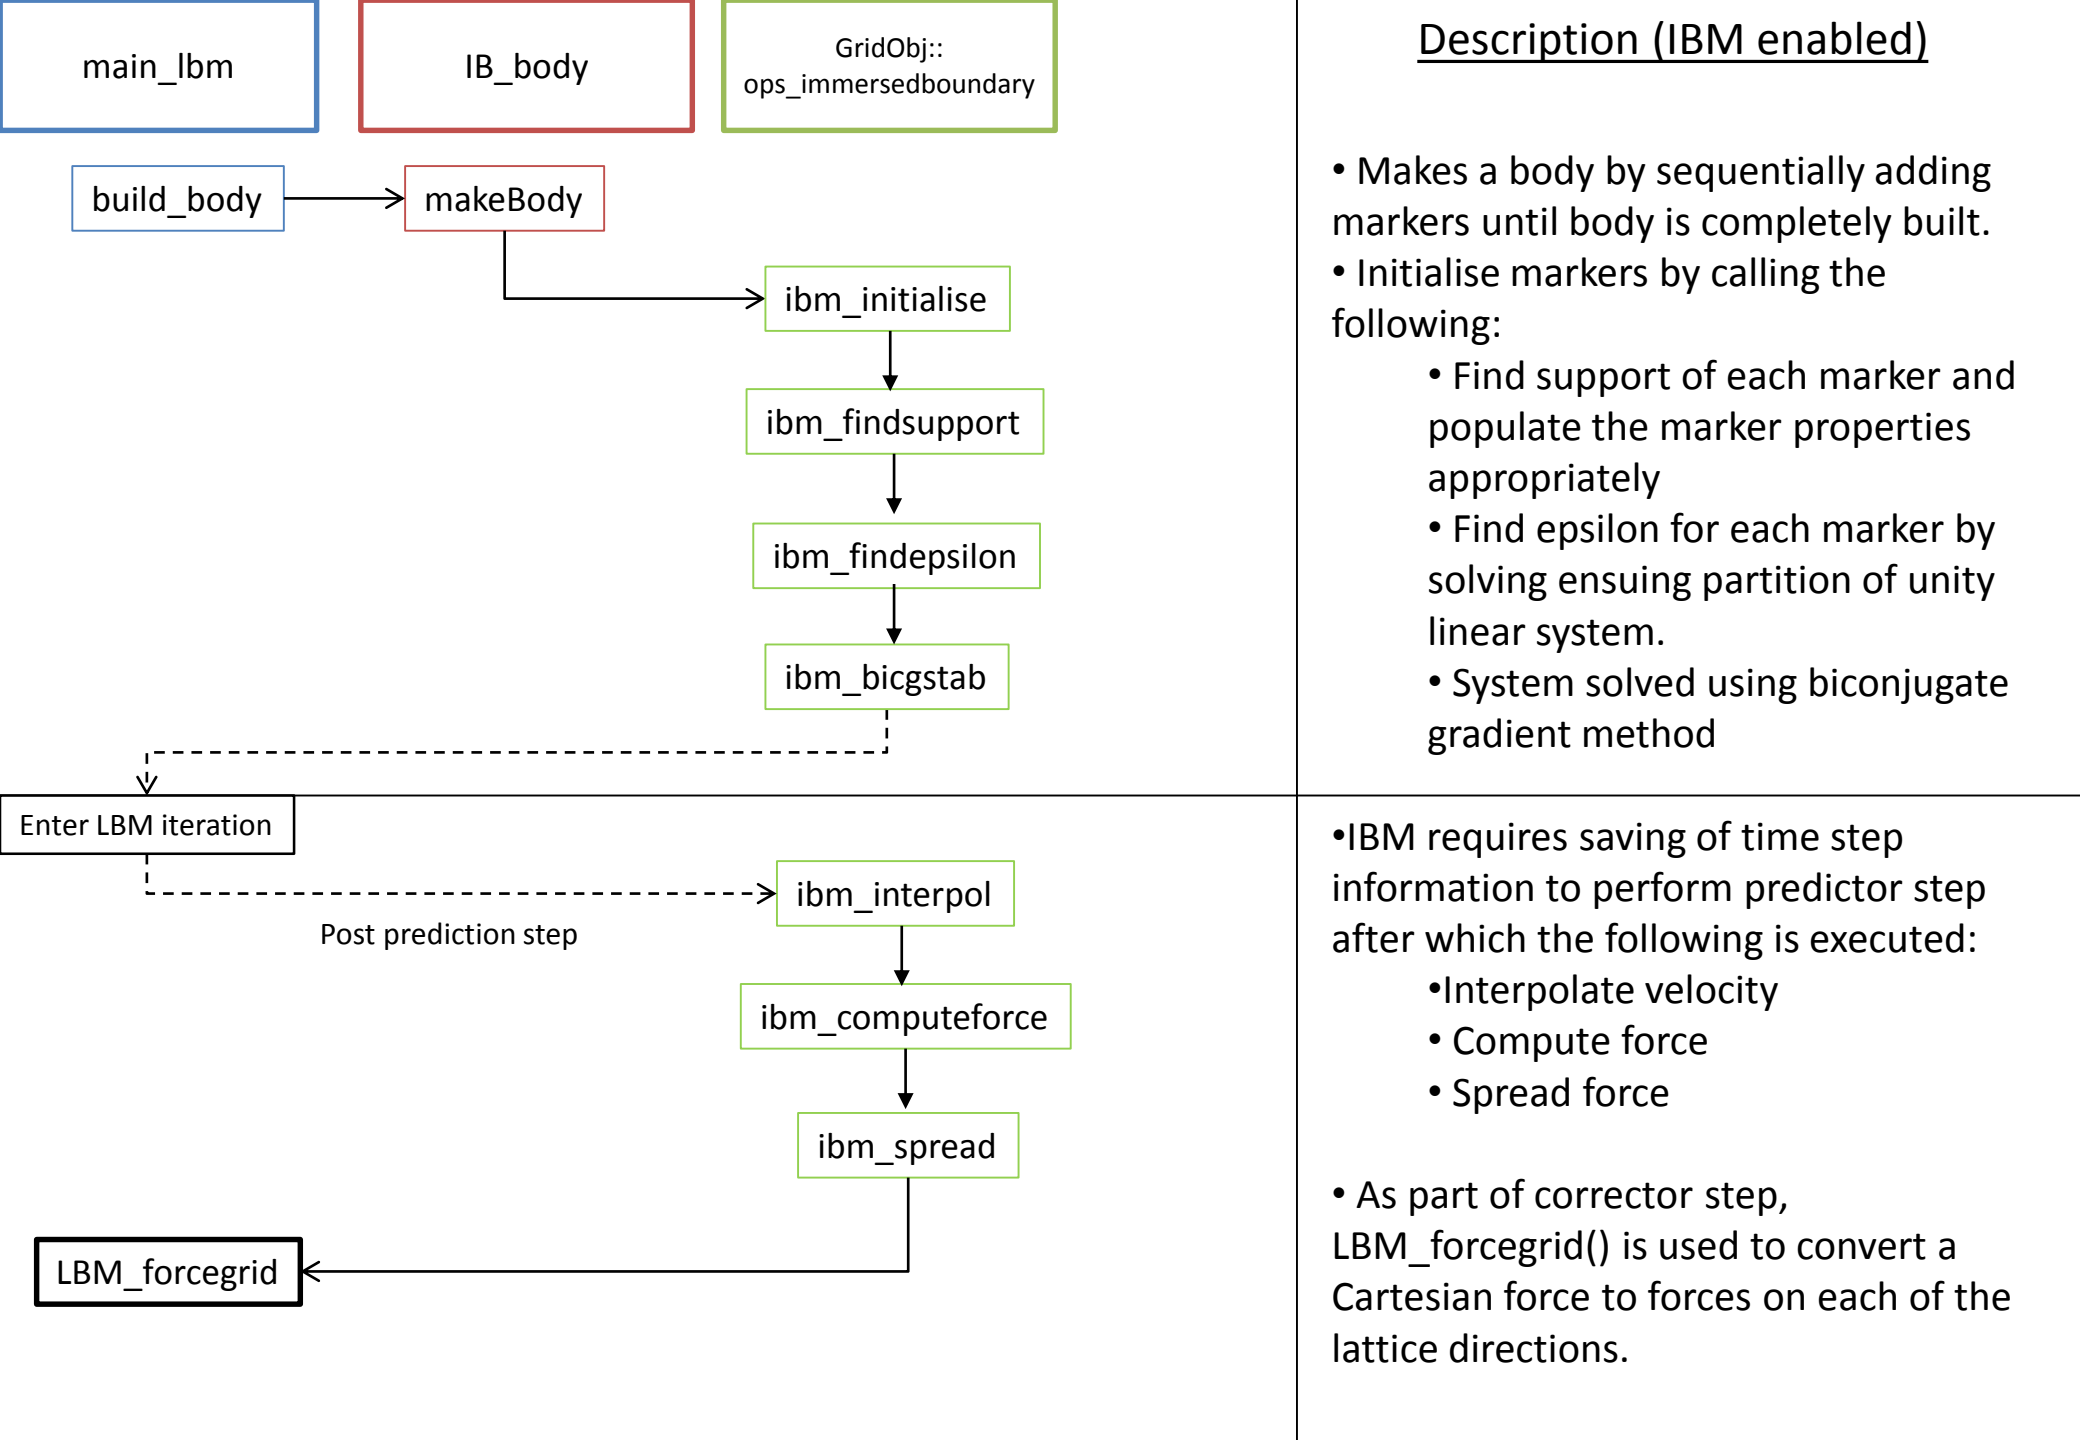 main_lbm
IB_body
GridObj::
ops_immersedboundary
build_body
makeBody
ibm_initialise
ibm_findsupport
ibm_findepsilon
ibm_bicgstab
Enter LBM iteration
Post prediction step
ibm_interpol
ibm_computeforce
ibm_spread
LBM_forcegrid
Description (IBM enabled)
• Makes a body by sequentially adding
markers until body is completely built.
• Initialise markers by calling the
following:
• Find support of each marker and
populate the marker properties
appropriately
• Find epsilon for each marker by
solving ensuing partition of unity
linear system.
• System solved using biconjugate
gradient method
•IBM requires saving of time step
information to perform predictor step
after which the following is executed:
•Interpolate velocity
• Compute force
• Spread force
• As part of corrector step,
LBM_forcegrid() is used to convert a
Cartesian force to forces on each of the
lattice directions.